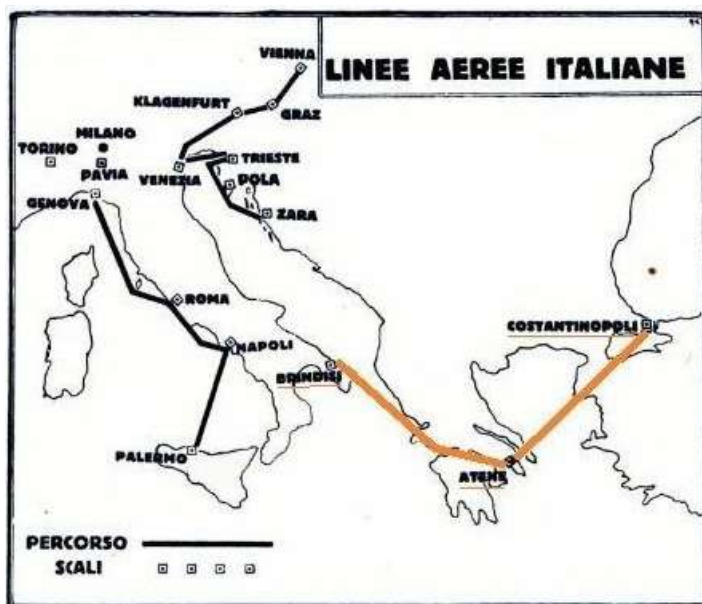 LINEE AEREE ITALIANE
VIENNA
KLAGENFURT
GRAZ
MILANO
TORINO
PAVIA
VENEZIA
TRIESTE
POLA
GENOVA
ZARA
ROMA
COSTANTINOPOLI
NAPOLI
BRINDISI
PALERMO
ATENE
PERCORSO
SCALI